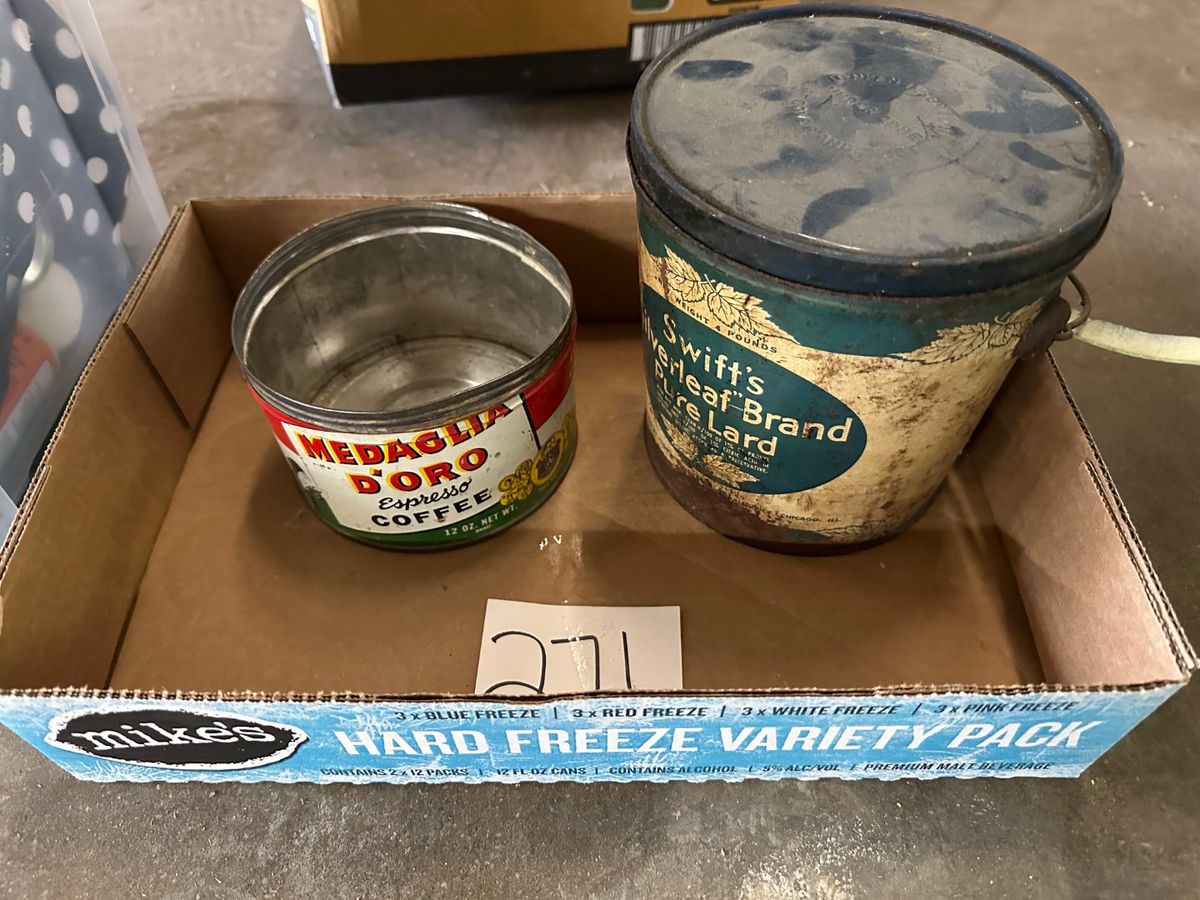 WEIGHT 4 POUNDS
Swift's
verleaf" Brand
Pure Lard
CHICAGO, ILL.
MEDAGLIA
D'ORO
Espresso
COFFEE
12 OZ. NET WT.
271
mike's
3 x BLUE FREEZE | 3 x RED FREEZE | 3 x WHITE FREEZE | 3 x PINK FREEZE
HARD FREEZE VARIETY PACK
CONTAINS 2 x 12 PACKS | 12 FL OZ CANS | CONTAINS ALCOHOL | 5% ALC/VOL | PREMIUM MALT BEVERAGE